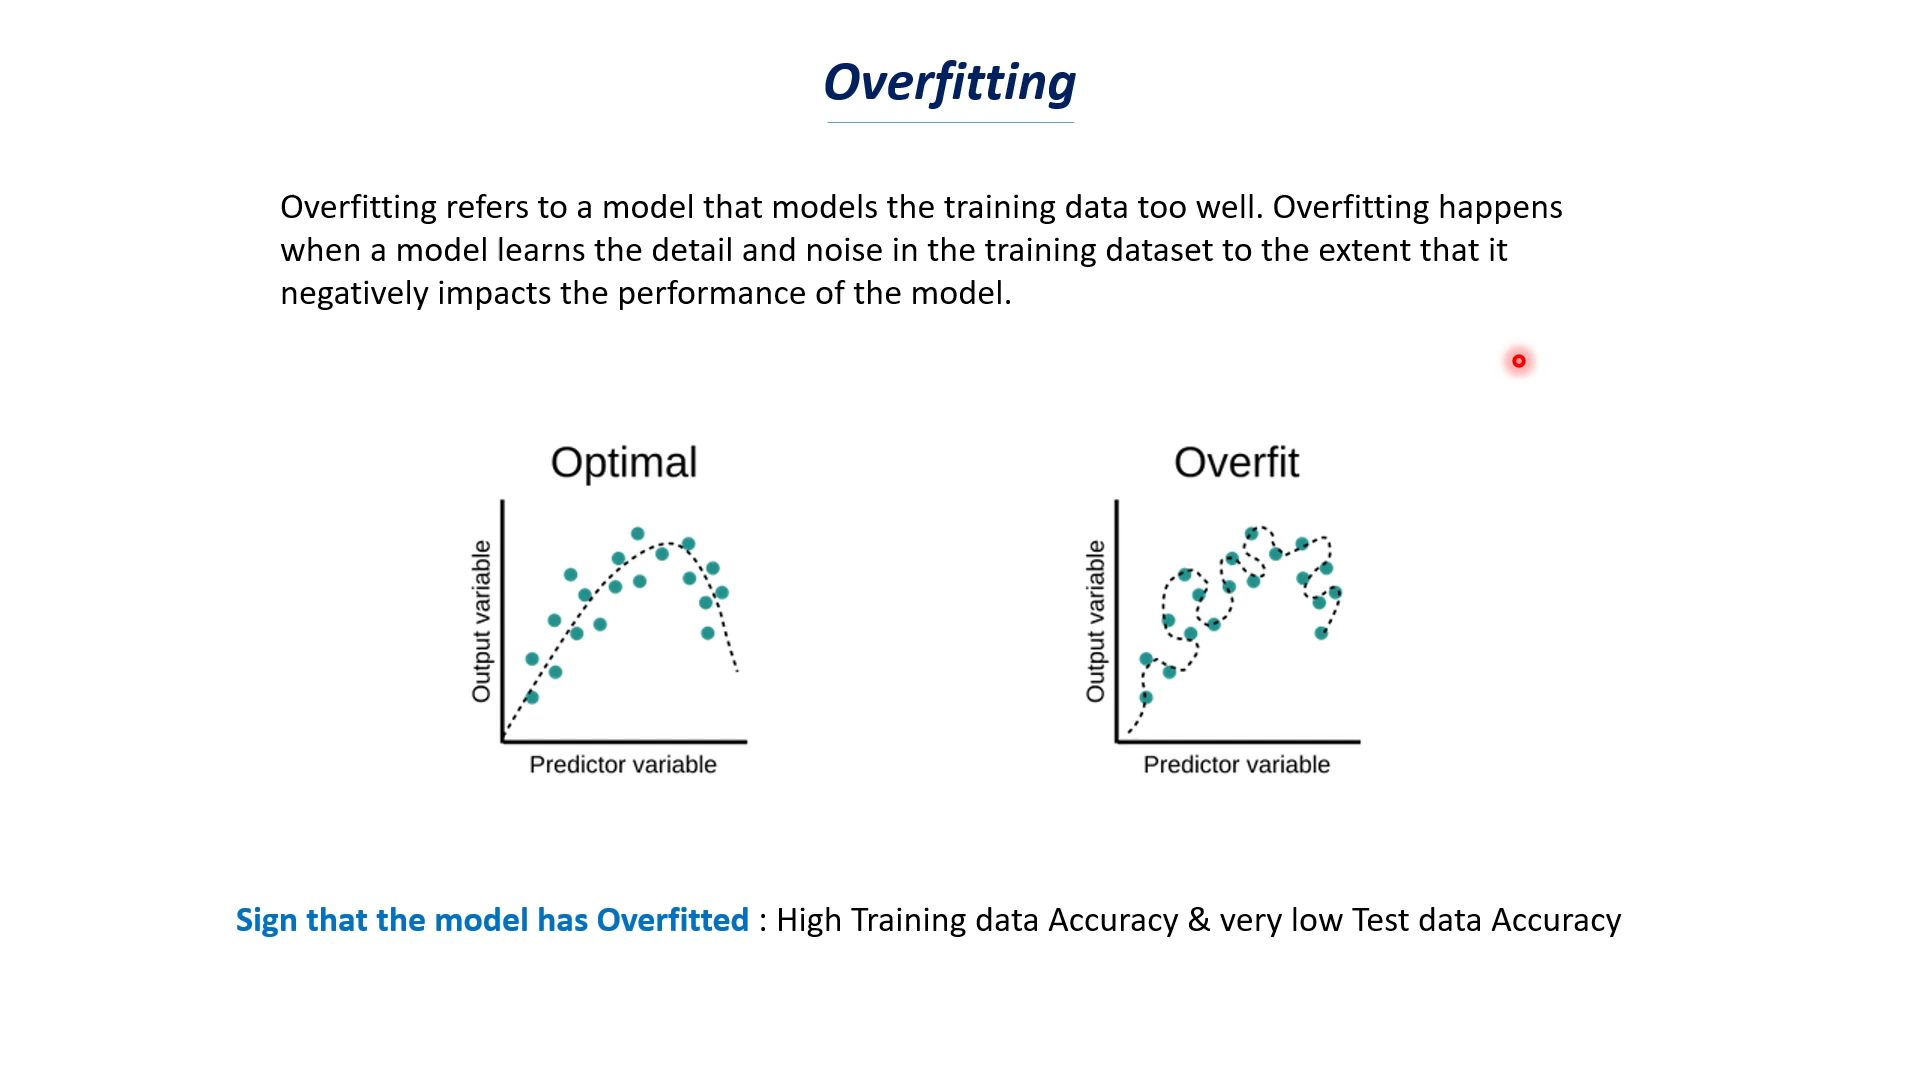 Overfitting
Overfitting refers to a model that models the training data too well. Overfitting happens
when a model learns the detail and noise in the training dataset to the extent that it
negatively impacts the performance of the model.
Optimal
Output variable
Predictor variable
Overfit
Output variable
Predictor variable
Sign that the model has Overfitted : High Training data Accuracy & very low Test data Accuracy